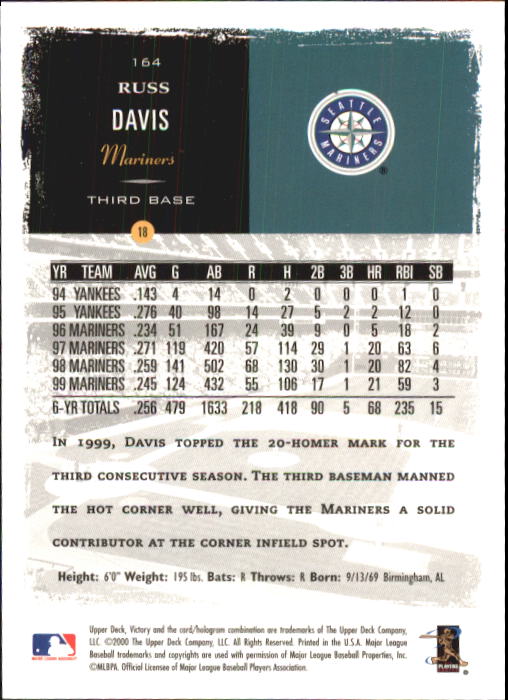 164
RUSS
DAVIS
Mariners
THIRD BASE
SEATTLE
MARINERS
®
18
YR TEAM AVG G AB R H 2B 3B HR RBI SB
94 YANKEES .143 4 14 0 2 0 0 0 1 0
95 YANKEES .276 40 98 14 27 5 2 2 12 0
96 MARINERS .234 51 167 24 39 9 0 5 18 2
97 MARINERS .271 119 420 57 114 29 1 20 63 6
98 MARINERS .259 141 502 68 130 30 1 20 82 4
99 MARINERS .245 124 432 55 106 17 1 21 59 3
6-YR TOTALS .256 479 1633 218 418 90 5 68 235 15
IN 1999, DAVIS TOPPED THE 20-HOMER MARK FOR THE
THIRD CONSECUTIVE SEASON. THE THIRD BASEMAN MANNED
THE HOT CORNER WELL, GIVING THE MARINERS A SOLID
CONTRIBUTOR AT THE CORNER INFIELD SPOT.
Height: 6'0" Weight: 195 lbs. Bats: R Throws: R Born: 9/13/69 Birmingham, AL
Upper Deck, Victory and the card/hologram combination are trademarks of The Upper Deck Company,
LLC. ©2000 The Upper Deck Company, LLC. All Rights Reserved. Printed in the U.S.A. Major League
Baseball trademarks and copyrights are used with permission of Major League Baseball Properties, Inc.
©MLBPA. Official Licensee of Major League Baseball Players Association.